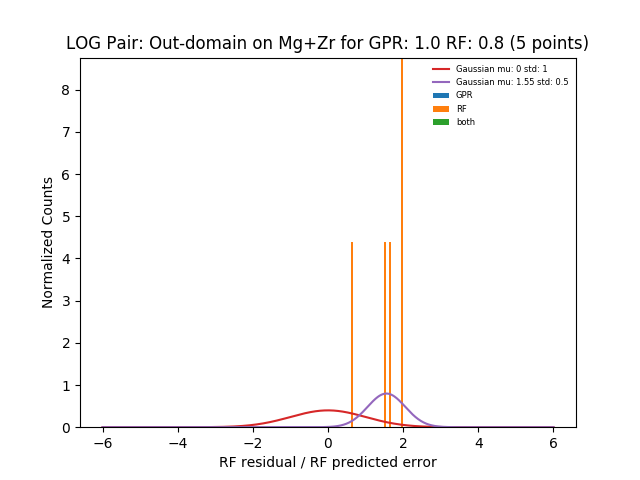 LOG Pair: Out-domain on Mg+Zr for GPR: 1.0 RF: 0.8 (5 points)
Gaussian mu: 0 std: 1
Gaussian mu: 1.55 std: 0.5
GPR
RF
both
8
7
6
5
4
3
2
1
0
Normalized Counts
−6 −4 −2 0 2 4 6
RF residual / RF predicted error